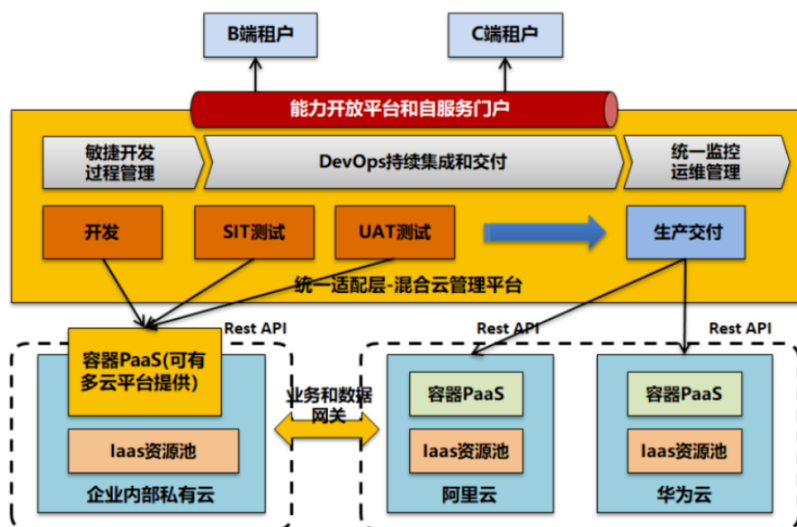 B端租户
C端租户
能力开放平台和自服务门户
敏捷开发
过程管理
DevOps持续集成和交付
统一监控
运维管理
开发
SIT测试
UAT测试
生产交付
统一适配层-混合云管理平台
Rest API
Rest API
Rest API
容器PaaS(可有
多云平台提供)
业务和数据
网关
容器PaaS
容器PaaS
Iaas资源池
Iaas资源池
Iaas资源池
企业内部私有云
阿里云
华为云